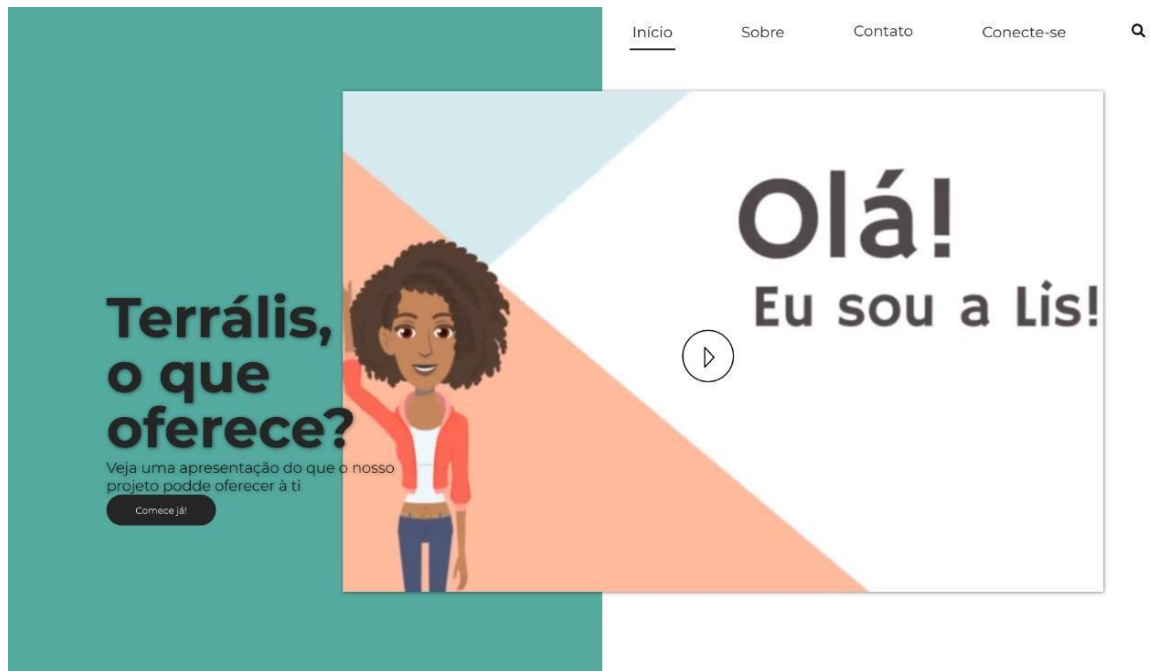 Início Sobre Contato Conecte-se
Olá!
Eu sou a Lis!
Terrális,
o que
oferece?
Veja uma apresentação do que o nosso
projeto podde oferecer à ti
Comece já!